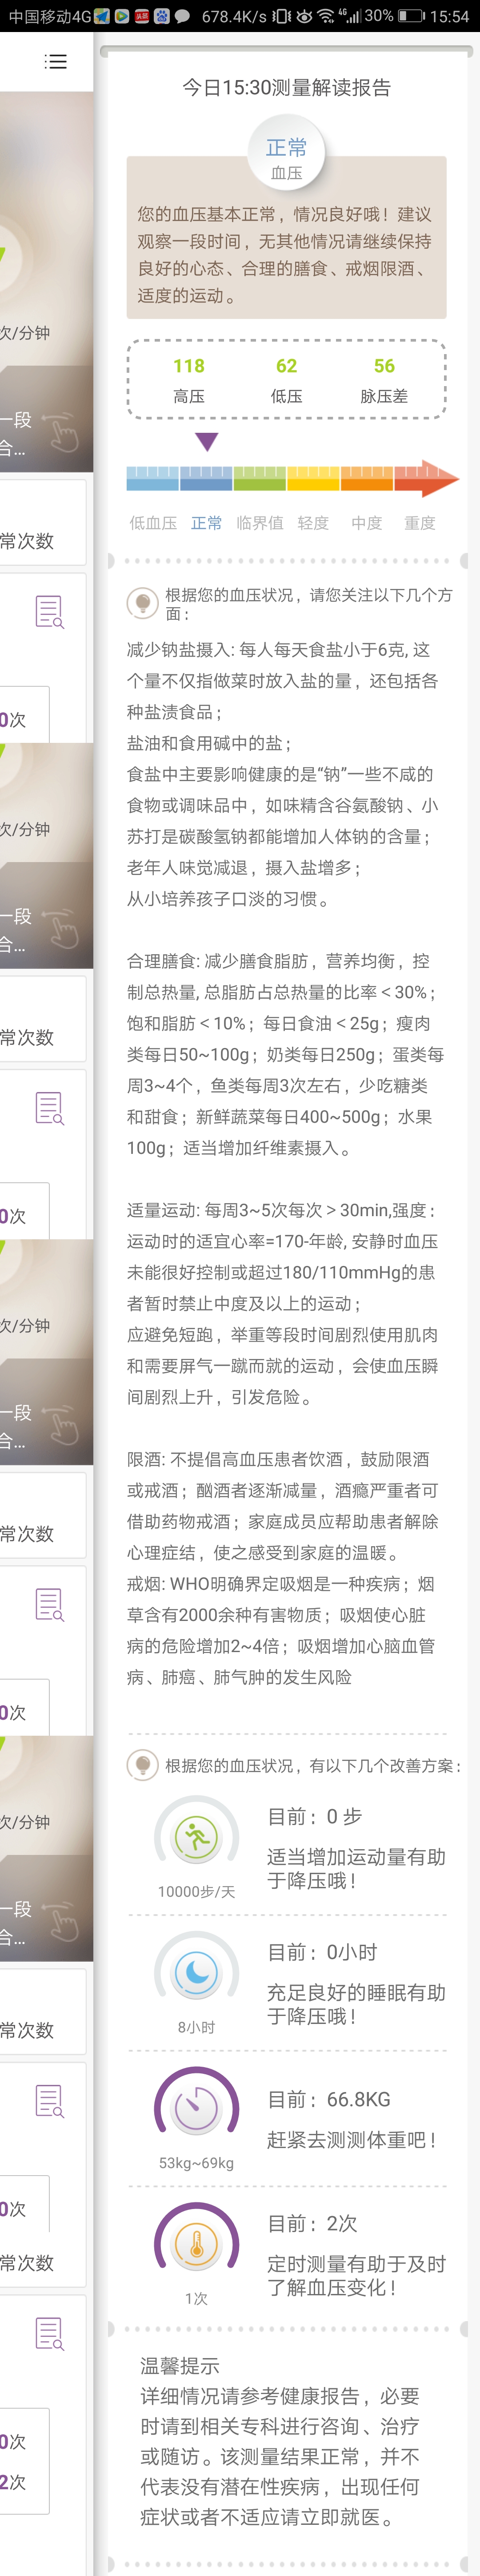 中国移动4G 678.4K/s 4G 30% 15:54
今日15:30测量解读报告
正常
血压
您的血压基本正常，情况良好哦！建议
观察一段时间，无其他情况请继续保持
良好的心态、合理的膳食、戒烟限酒、
适度的运动。
118 62 56
高压 低压 脉压差
低血压 正常 临界值 轻度 中度 重度
根据您的血压状况，请您关注以下几个方
面：
减少钠盐摄入: 每人每天食盐小于6克, 这
个量不仅指做菜时放入盐的量，还包括各
种盐渍食品；
盐油和食用碱中的盐；
食盐中主要影响健康的是“钠”一些不咸的
食物或调味品中，如味精含谷氨酸钠、小
苏打是碳酸氢钠都能增加人体钠的含量；
老年人味觉减退，摄入盐增多；
从小培养孩子口淡的习惯。
合理膳食: 减少膳食脂肪，营养均衡，控
制总热量, 总脂肪占总热量的比率＜30%；
饱和脂肪＜10%；每日食油＜25g；瘦肉
类每日50~100g；奶类每日250g；蛋类每
周3~4个，鱼类每周3次左右，少吃糖类
和甜食；新鲜蔬菜每日400~500g；水果
100g；适当增加纤维素摄入。
适量运动: 每周3~5次每次＞30min,强度：
运动时的适宜心率=170-年龄, 安静时血压
未能很好控制或超过180/110mmHg的患
者暂时禁止中度及以上的运动；
应避免短跑，举重等段时间剧烈使用肌肉
和需要屏气一蹴而就的运动，会使血压瞬
间剧烈上升，引发危险。
限酒: 不提倡高血压患者饮酒，鼓励限酒
或戒酒；酗酒者逐渐减量，酒瘾严重者可
借助药物戒酒；家庭成员应帮助患者解除
心理症结，使之感受到家庭的温暖。
戒烟: WHO明确界定吸烟是一种疾病；烟
草含有2000余种有害物质；吸烟使心脏
病的危险增加2~4倍；吸烟增加心脑血管
病、肺癌、肺气肿的发生风险
根据您的血压状况，有以下几个改善方案：
目前：0 步
适当增加运动量有助
于降压哦！
10000步/天
目前：0小时
充足良好的睡眠有助
于降压哦！
8小时
目前：66.8KG
赶紧去测测体重吧！
53kg~69kg
目前：2次
定时测量有助于及时
了解血压变化！
1次
温馨提示
详细情况请参考健康报告，必要
时请到相关专科进行咨询、治疗
或随访。该测量结果正常，并不
代表没有潜在性疾病，出现任何
症状或者不适应请立即就医。
次/分钟
一段
合...
常次数
0次
次/分钟
一段
合...
常次数
0次
次/分钟
一段
合...
常次数
0次
次/分钟
一段
合...
常次数
0次
常次数
0次
2次